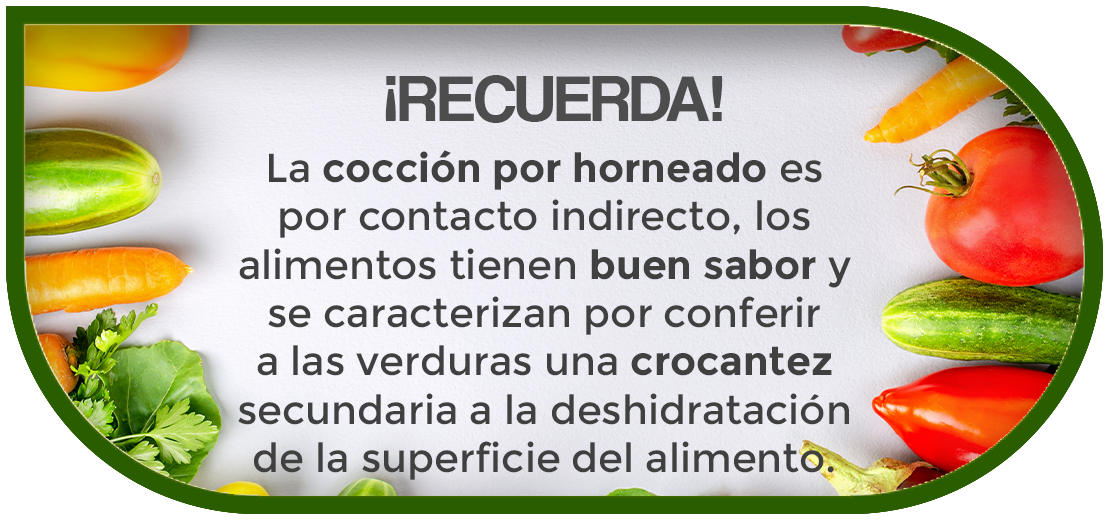 ¡RECUERDA!
La cocción por horneado es
por contacto indirecto, los
alimentos tienen buen sabor y
se caracterizan por conferir
a las verduras una crocantez
secundaria a la deshidratación
de la superficie del alimento.